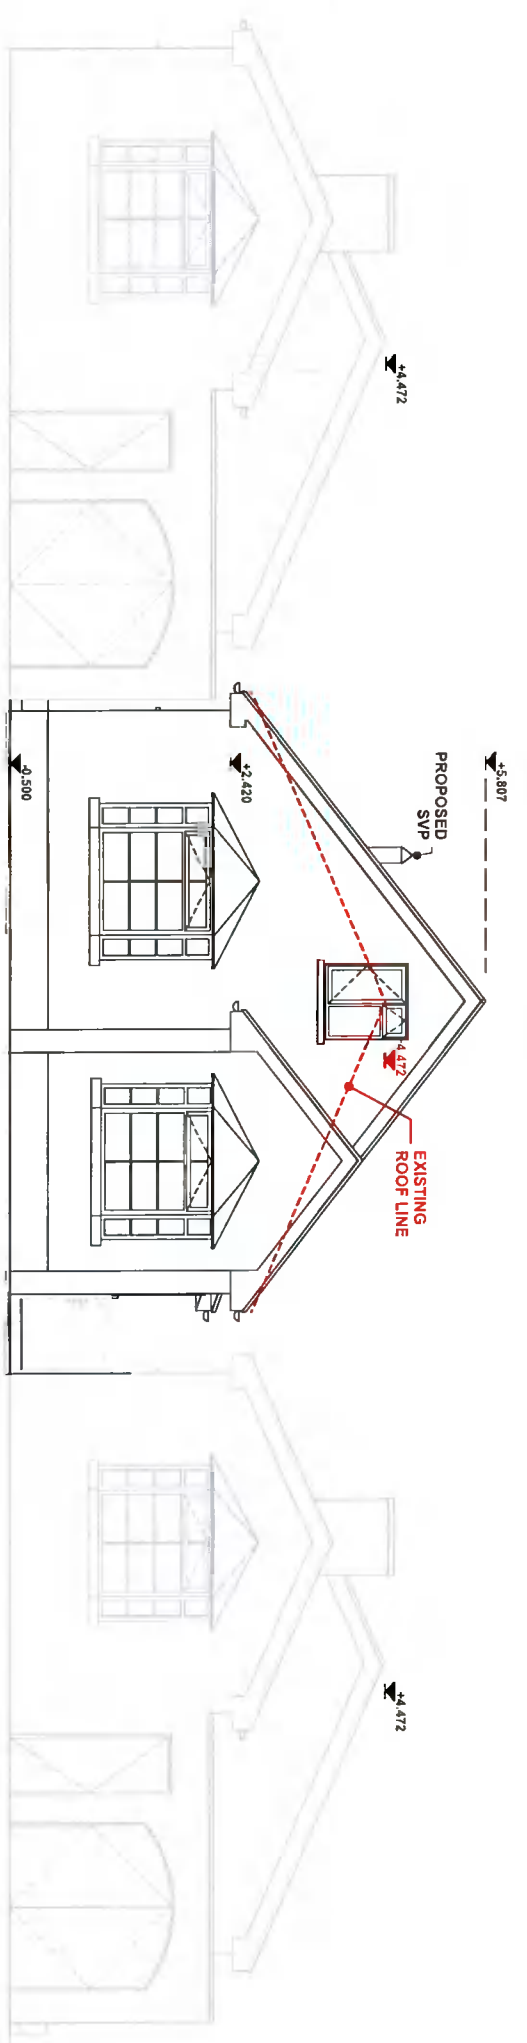 +5.807
PROPOSED
SVP
EXISTING
ROOF LINE
+4.472
+4.472
+4.472
+2.420
-0.500